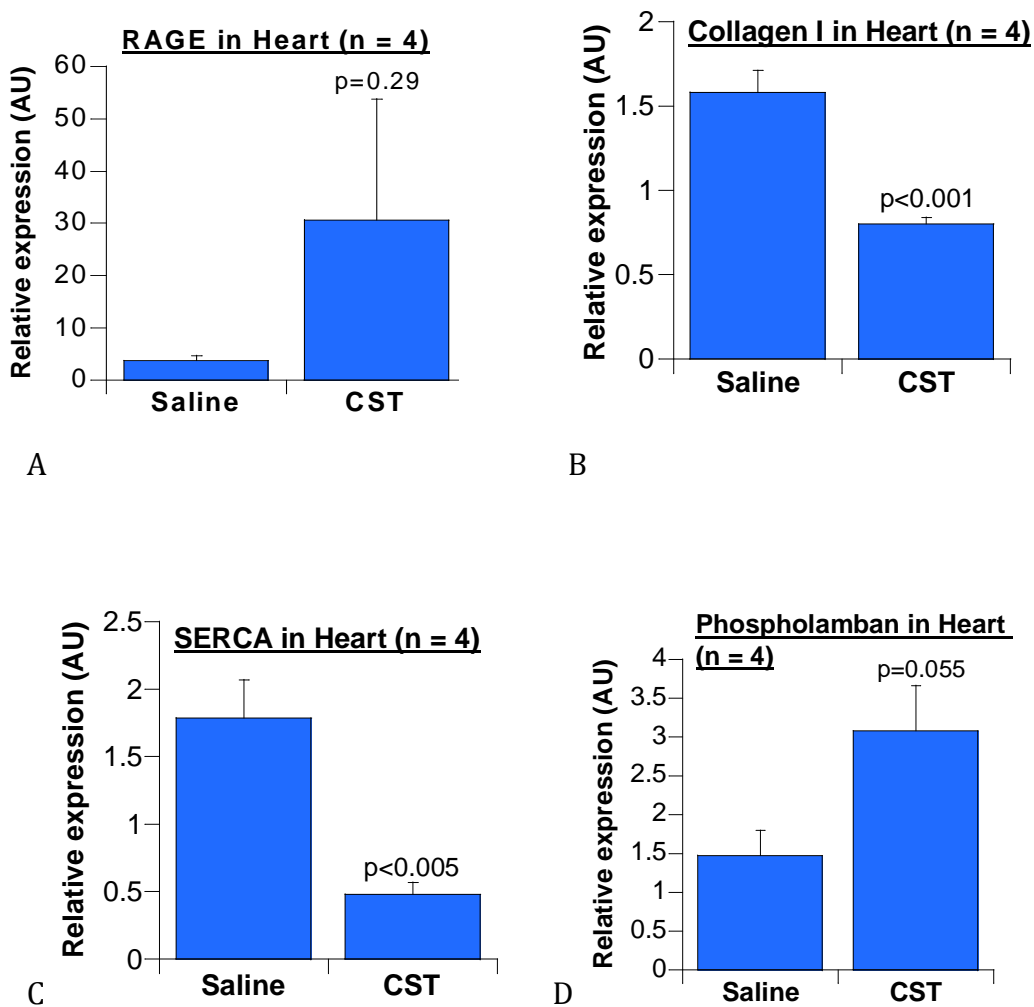 RAGE in Heart (n = 4)
Relative expression (AU)
60
50
40
30
20
10
0
p=0.29
Saline
CST
A
Collagen I in Heart (n = 4)
Relative expression (AU)
2
1.5
1
0.5
0
p<0.001
Saline
CST
B
SERCA in Heart (n = 4)
Relative expression (AU)
2.5
2
1.5
1
0.5
0
p<0.005
Saline
CST
C
Phospholamban in Heart
(n = 4)
Relative expression (AU)
4
3.5
3
2.5
2
1.5
1
0.5
0
p=0.055
Saline
CST
D